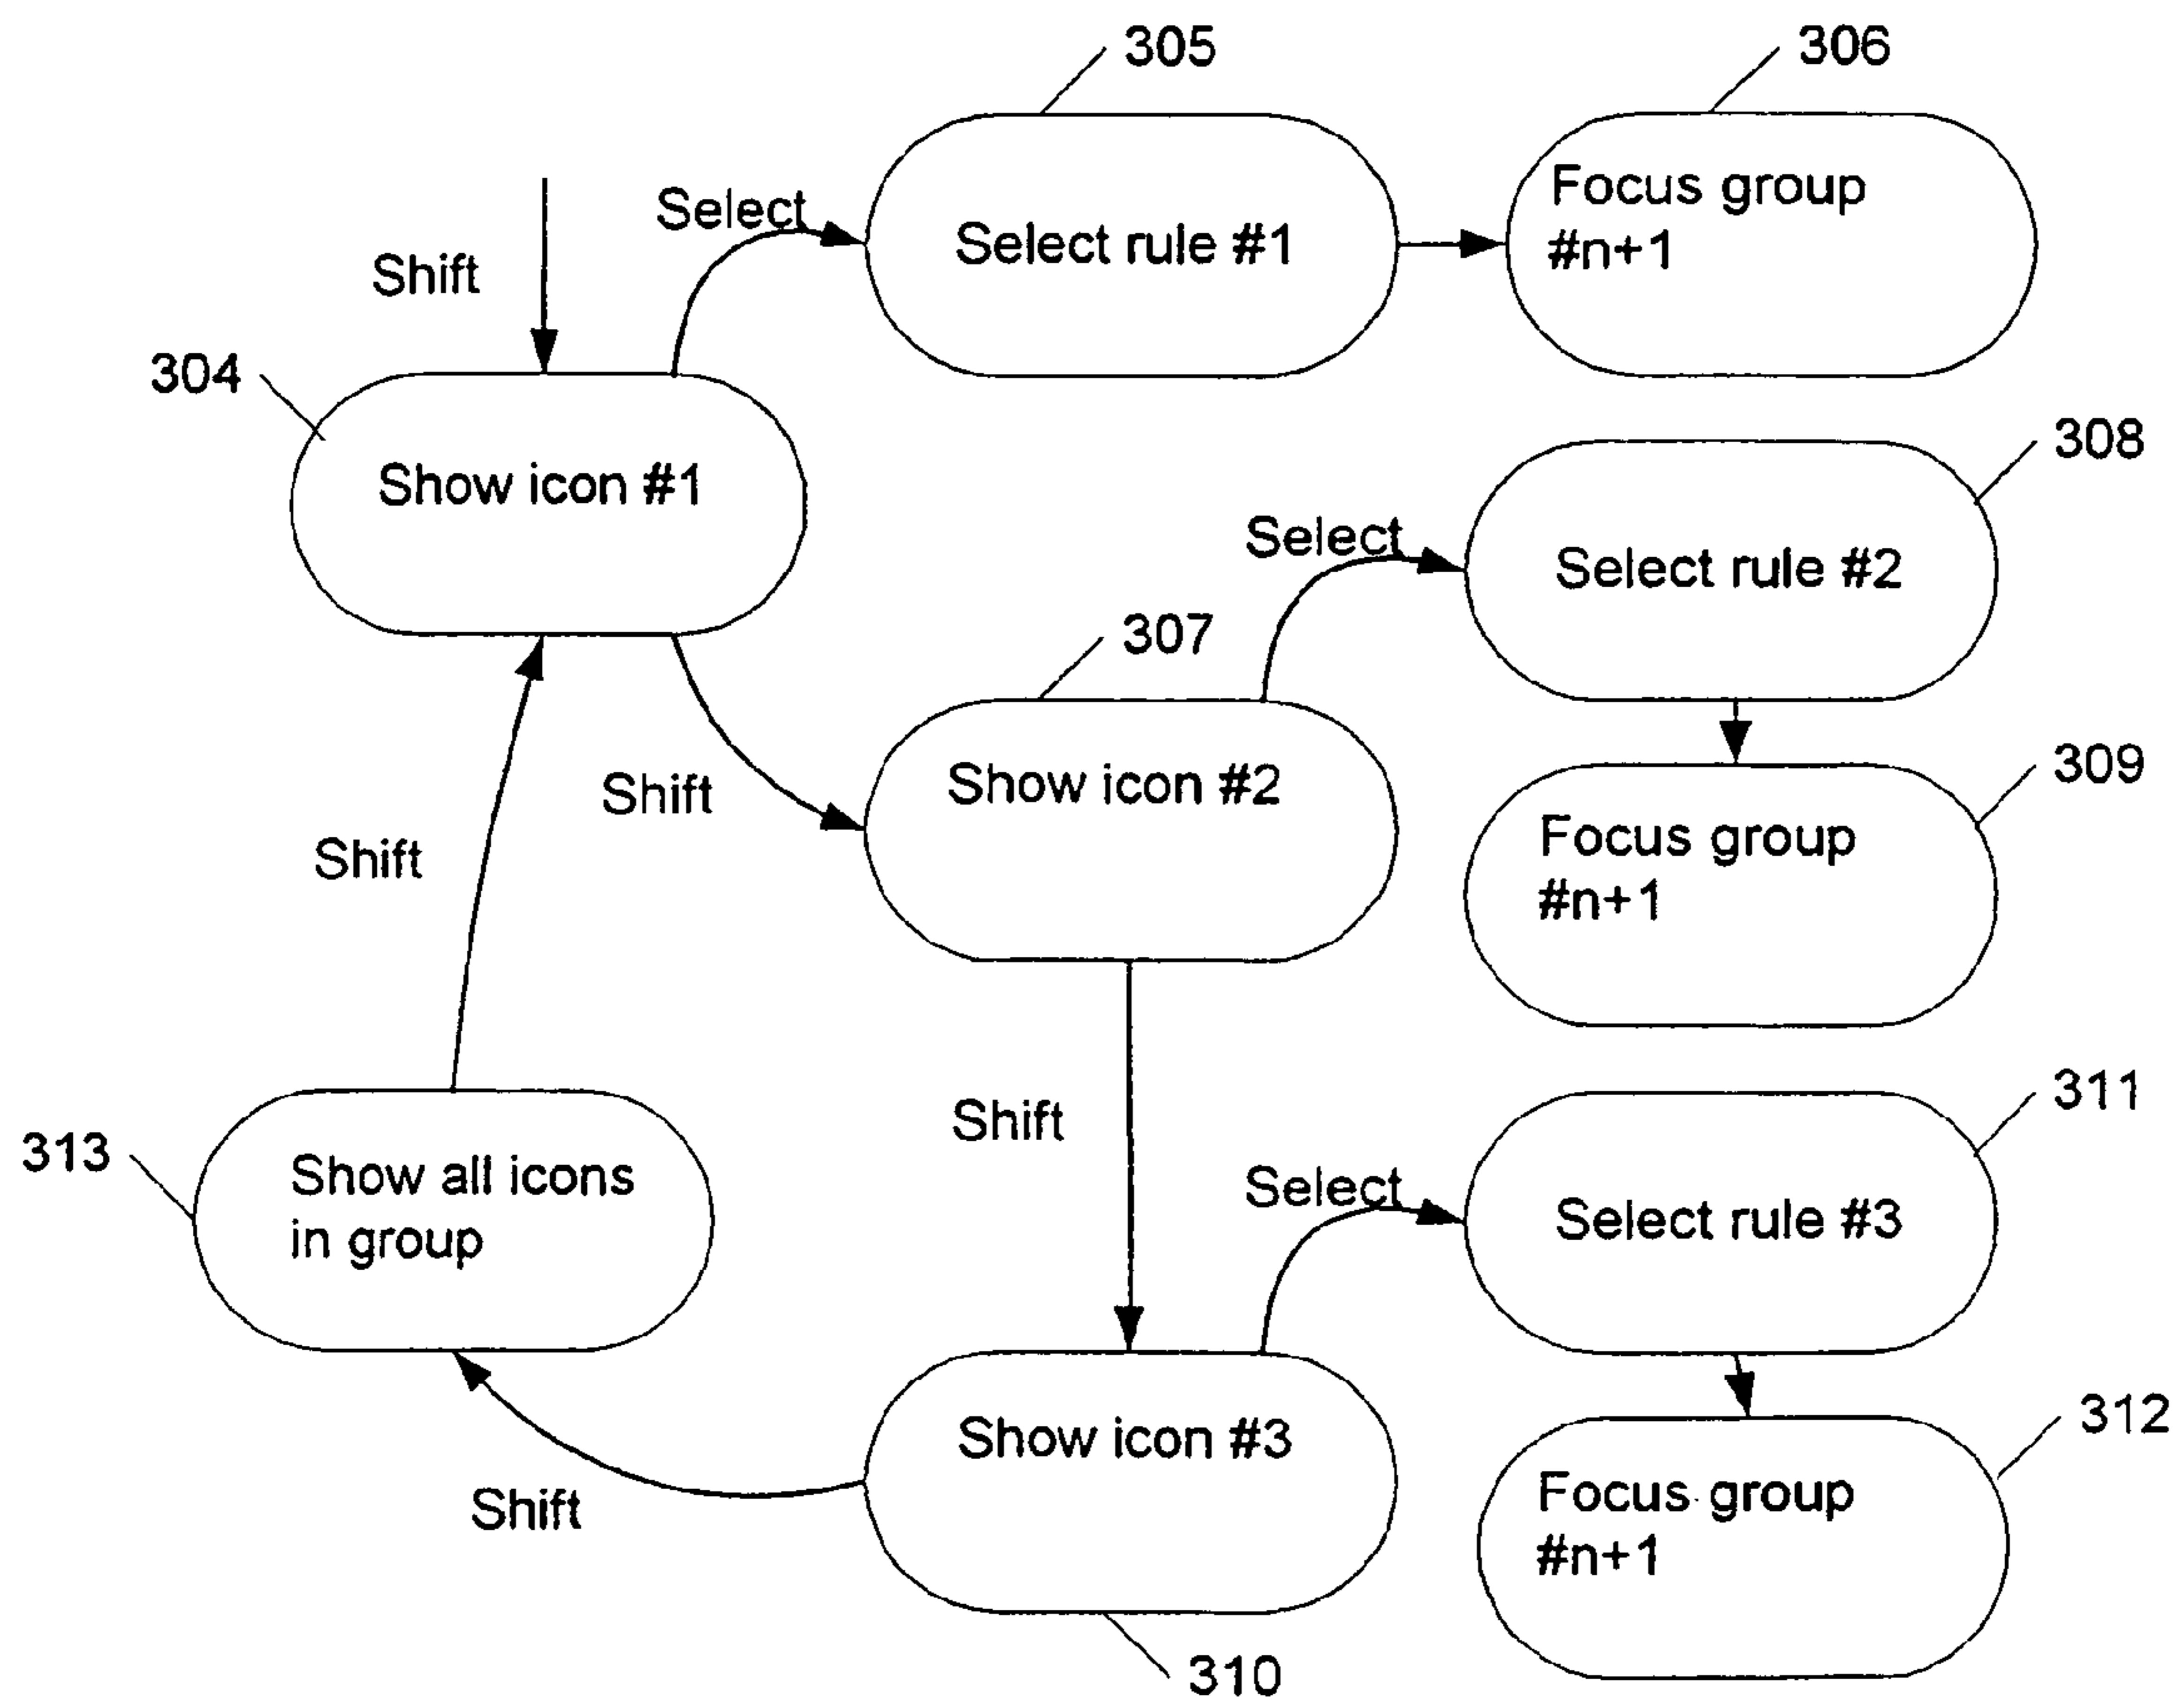 305
306
Select
Select rule #1
Focus group
#n+1
Shift
304
Show icon #1
308
Select
Select rule #2
307
Show icon #2
Shift
309
Focus group
#n+1
Shift
313
Show all icons
in group
Shift
311
Select
Select rule #3
Show icon #3
Shift
312
Focus group
#n+1
310